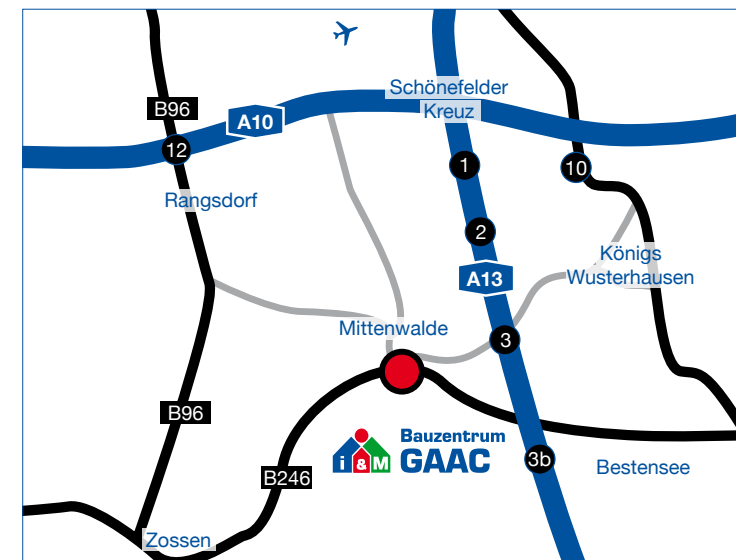 Schönefelder
Kreuz
B96
A10
12
1
10
Rangsdorf
2
Königs
Wusterhausen
A13
Mittenwalde
3
B96
Bauzentrum
i&M GAAC
3b
Bestensee
B246
Zossen